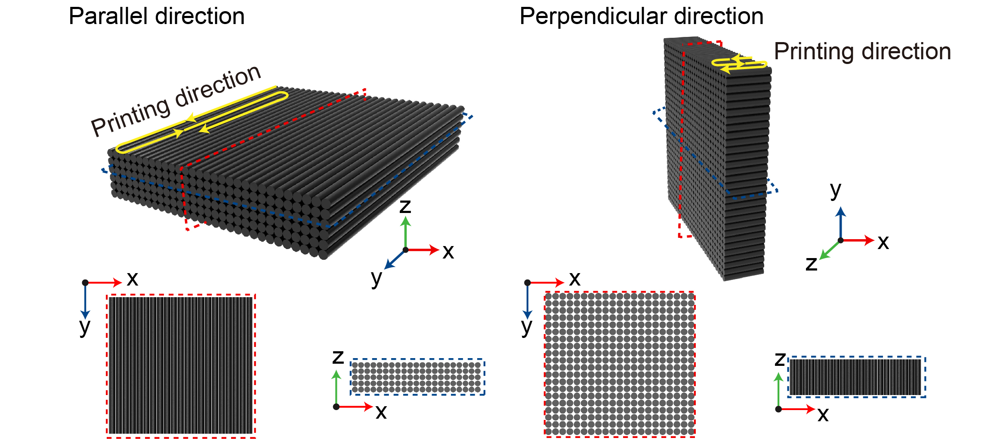 Parallel direction
Perpendicular direction
Printing direction
Printing direction
z
x
y
y
x
z
x
y
z
x
x
y
z
x